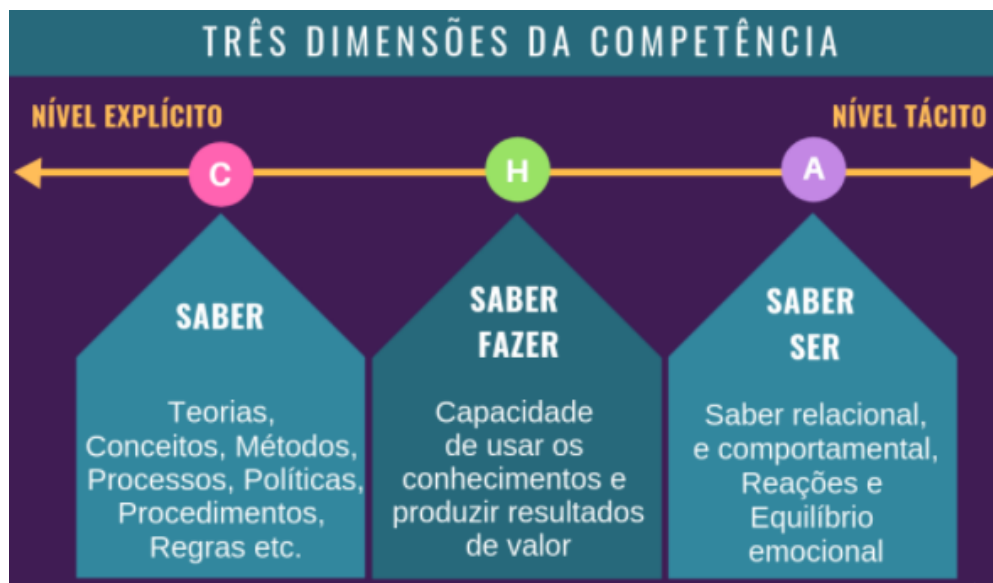 TRÊS DIMENSÕES DA COMPETÊNCIA
NÍVEL EXPLÍCITO
NÍVEL TÁCITO
C
H
A
SABER
Teorias,
Conceitos, Métodos,
Processos, Políticas,
Procedimentos,
Regras etc.
SABER
FAZER
Capacidade
de usar os
conhecimentos e
produzir resultados
de valor
SABER
SER
Saber relacional,
e comportamental,
Reações e
Equilíbrio
emocional